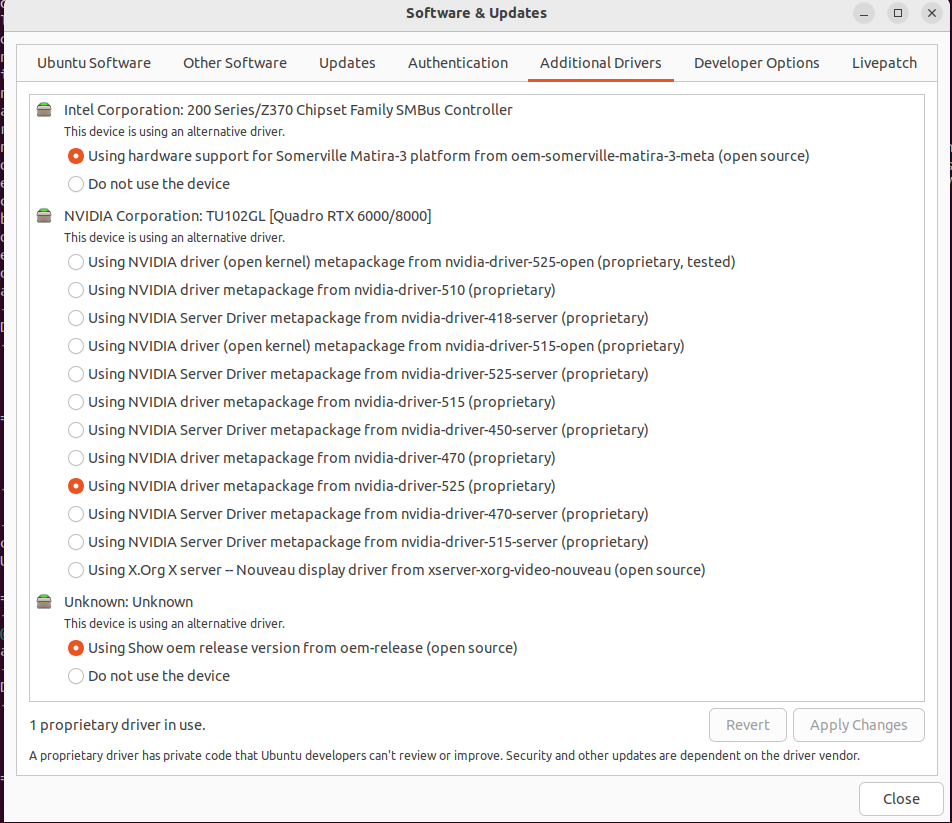 Software & Updates
Ubuntu Software
Other Software
Updates
Authentication
Additional Drivers
Developer Options
Livepatch
Intel Corporation: 200 Series/Z370 Chipset Family SMBus Controller
This device is using an alternative driver.
Using hardware support for Somerville Matira-3 platform from oem-somerville-matira-3-meta (open source)
Do not use the device
NVIDIA Corporation: TU102GL [Quadro RTX 6000/8000]
This device is using an alternative driver.
Using NVIDIA driver (open kernel) metapackage from nvidia-driver-525-open (proprietary, tested)
Using NVIDIA driver metapackage from nvidia-driver-510 (proprietary)
Using NVIDIA Server Driver metapackage from nvidia-driver-418-server (proprietary)
Using NVIDIA driver (open kernel) metapackage from nvidia-driver-515-open (proprietary)
Using NVIDIA Server Driver metapackage from nvidia-driver-525-server (proprietary)
Using NVIDIA driver metapackage from nvidia-driver-515 (proprietary)
Using NVIDIA Server Driver metapackage from nvidia-driver-450-server (proprietary)
Using NVIDIA driver metapackage from nvidia-driver-470 (proprietary)
Using NVIDIA driver metapackage from nvidia-driver-525 (proprietary)
Using NVIDIA Server Driver metapackage from nvidia-driver-470-server (proprietary)
Using NVIDIA Server Driver metapackage from nvidia-driver-515-server (proprietary)
Using X.Org X server -- Nouveau display driver from xserver-xorg-video-nouveau (open source)
Unknown: Unknown
This device is using an alternative driver.
Using Show oem release version from oem-release (open source)
Do not use the device
1 proprietary driver in use.
Revert
Apply Changes
A proprietary driver has private code that Ubuntu developers can't review or improve. Security and other updates are dependent on the driver vendor.
Close